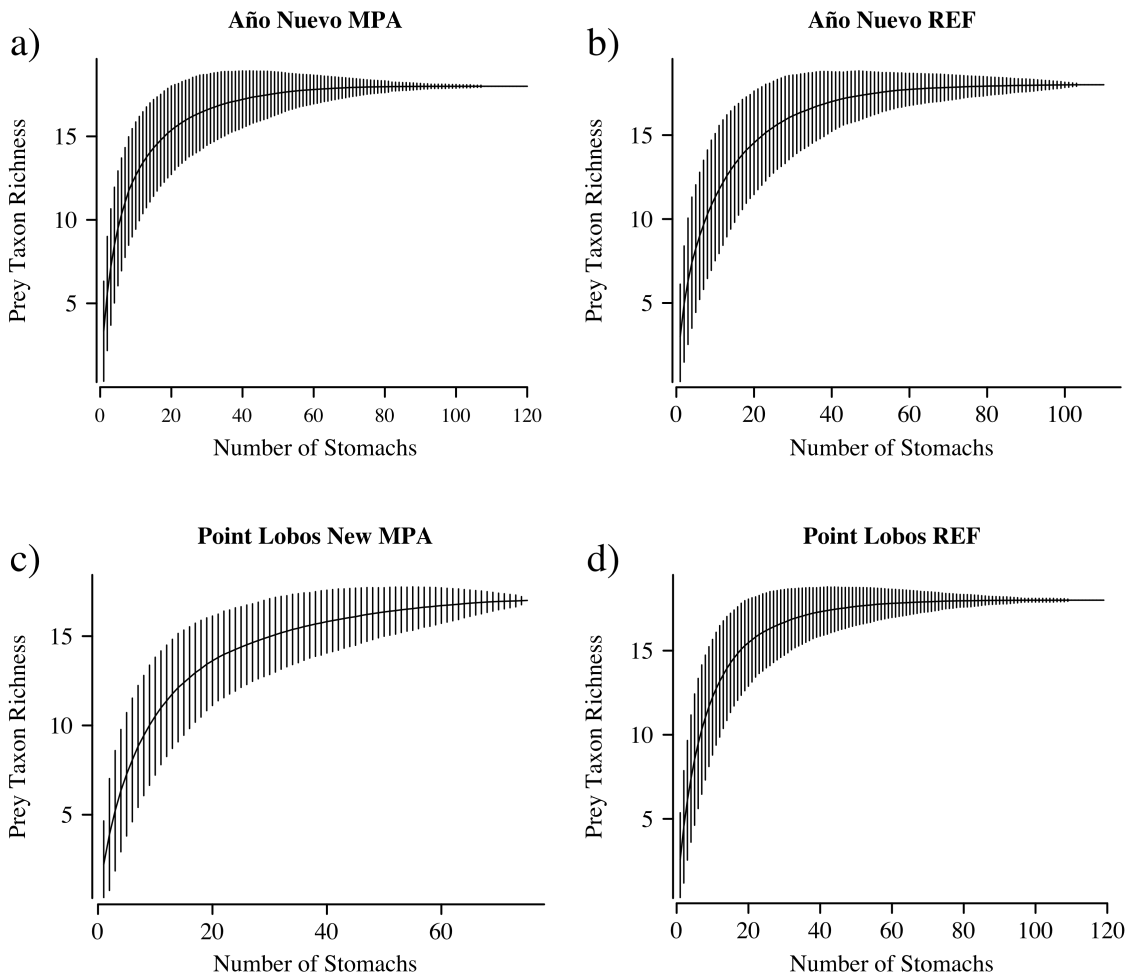 a)
Año Nuevo MPA
Prey Taxon Richness
15
10
5
0 20 40 60 80 100 120
Number of Stomachs
b)
Año Nuevo REF
Prey Taxon Richness
15
10
5
0 20 40 60 80 100
Number of Stomachs
c)
Point Lobos New MPA
Prey Taxon Richness
15
10
5
0 20 40 60
Number of Stomachs
d)
Point Lobos REF
Prey Taxon Richness
15
10
5
0 20 40 60 80 100 120
Number of Stomachs